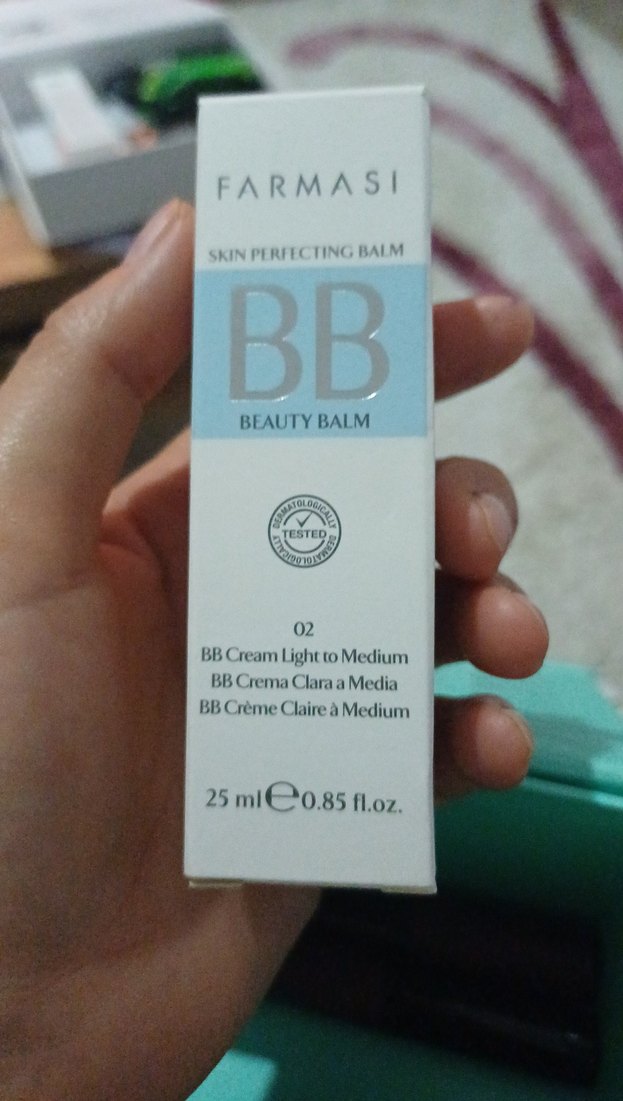 FARMASI
SKIN PERFECTING BALM
BB
BEAUTY BALM
DERMATOLOGICALLY
TESTED
DERMATOLOGICALLY
02
BB Cream Light to Medium
BB Crema Clara a Media
BB Crème Claire à Medium
25 ml℮0.85 fl.oz.